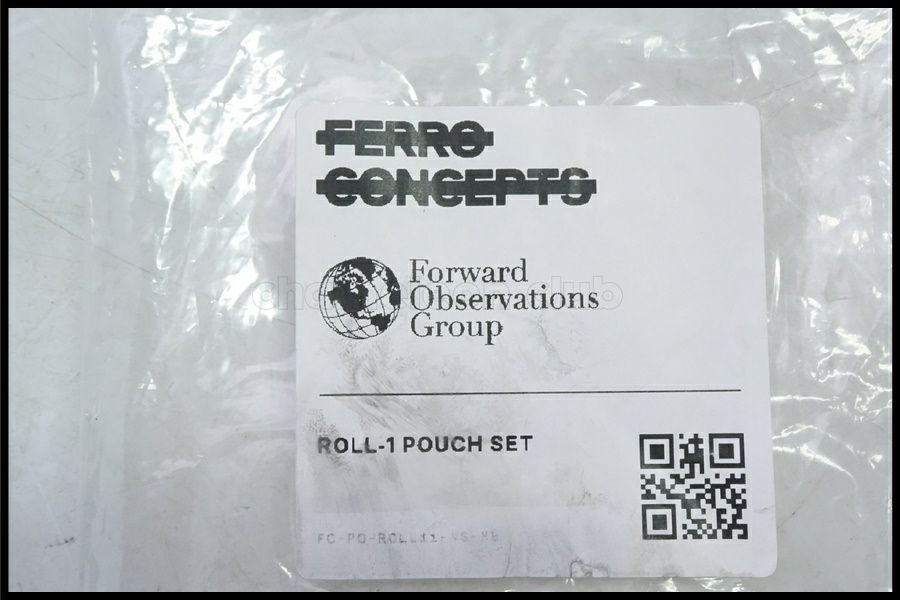 FERRO
CONCEPTS
Forward
Observations
Group
ROLL-1 POUCH SET